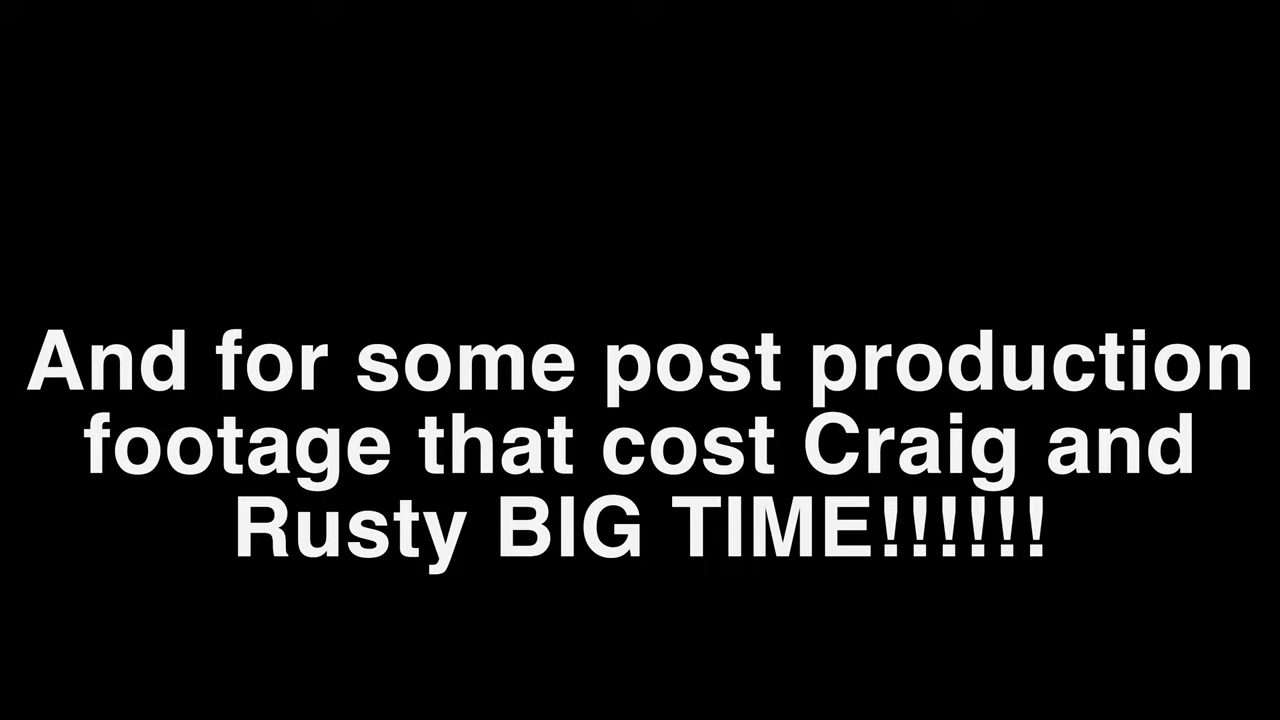 And for some post production
footage that cost Craig and
Rusty BIG TIME!!!!!!